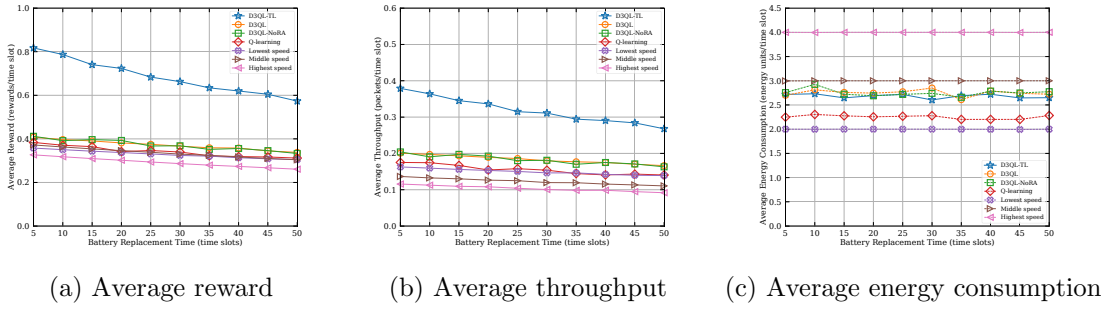 1.0
0.8
0.6
0.4
0.2
0.0
5 10 15 20 25 30 35 40 45 50
Average Reward (rewards/time slot)
Battery Replacement Time (time slots)
D3QL-TL
D3QL
D3QL-NoRA
Q-learning
Lowest speed
Middle speed
Highest speed
(a) Average reward
0.6
0.5
0.4
0.3
0.2
0.1
0.0
5 10 15 20 25 30 35 40 45 50
Average Throughput (packets/time slot)
Battery Replacement Time (time slots)
D3QL-TL
D3QL
D3QL-NoRA
Q-learning
Lowest speed
Middle speed
Highest speed
(b) Average throughput
4.5
4.0
3.5
3.0
2.5
2.0
1.5
1.0
0.5
0.0
5 10 15 20 25 30 35 40 45 50
Average Energy Consumption (energy units/time slot)
Battery Replacement Time (time slots)
D3QL-TL
D3QL
D3QL-NoRA
Q-learning
Lowest speed
Middle speed
Highest speed
(c) Average energy consumption